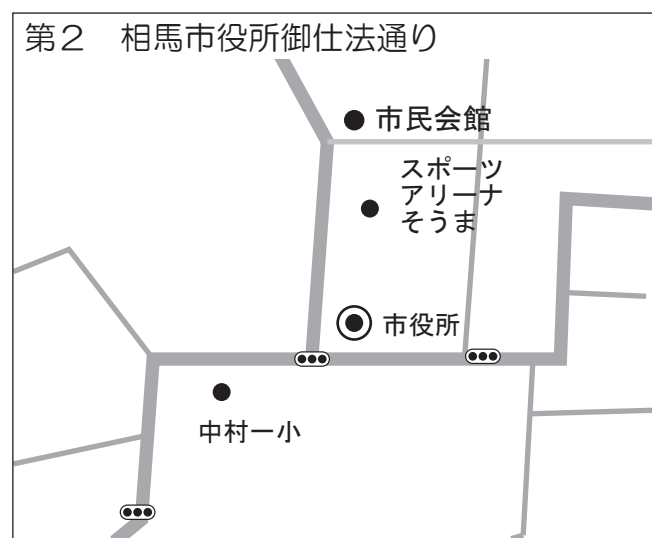 第2　相馬市役所御仕法通り
市民会館
スポーツ
アリーナ
そうま
市役所
中村一小